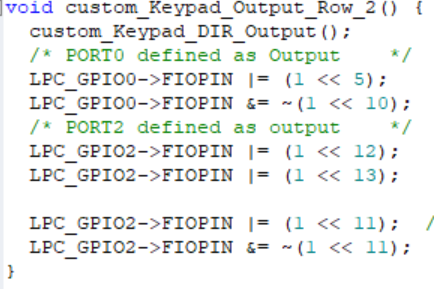 void custom_Keypad_Output_Row_2() {
custom_Keypad_DIR_Output();
/* PORT0 defined as Output */
LPC_GPIO0->FIOPIN |= (1 << 5);
LPC_GPIO0->FIOPIN &= ~(1 << 10);
/* PORT2 defined as output */
LPC_GPIO2->FIOPIN |= (1 << 12);
LPC_GPIO2->FIOPIN |= (1 << 13);
LPC_GPIO2->FIOPIN |= (1 << 11); /
LPC_GPIO2->FIOPIN &= ~(1 << 11);
}